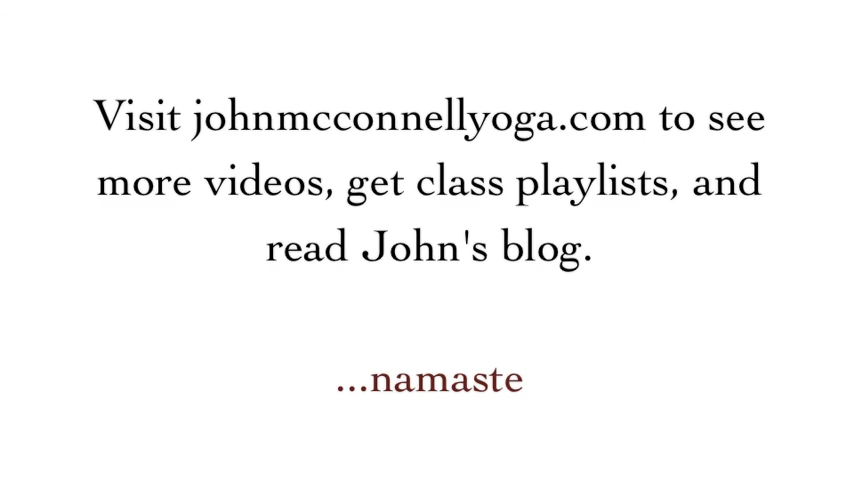 Visit johnmcconnellyoga.com to see
more videos, get class playlists, and
read John's blog.
...namaste